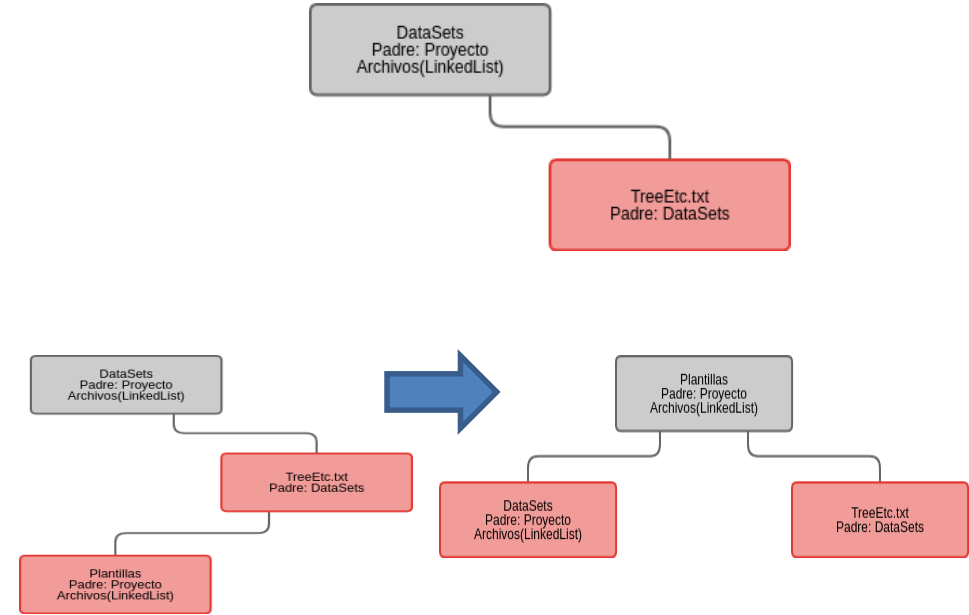 DataSets
Padre: Proyecto
Archivos(LinkedList)
TreeEtc.txt
Padre: DataSets
DataSets
Padre: Proyecto
Archivos(LinkedList)
TreeEtc.txt
Padre: DataSets
Plantillas
Padre: Proyecto
Archivos(LinkedList)
Plantillas
Padre: Proyecto
Archivos(LinkedList)
DataSets
Padre: Proyecto
Archivos(LinkedList)
TreeEtc.txt
Padre: DataSets